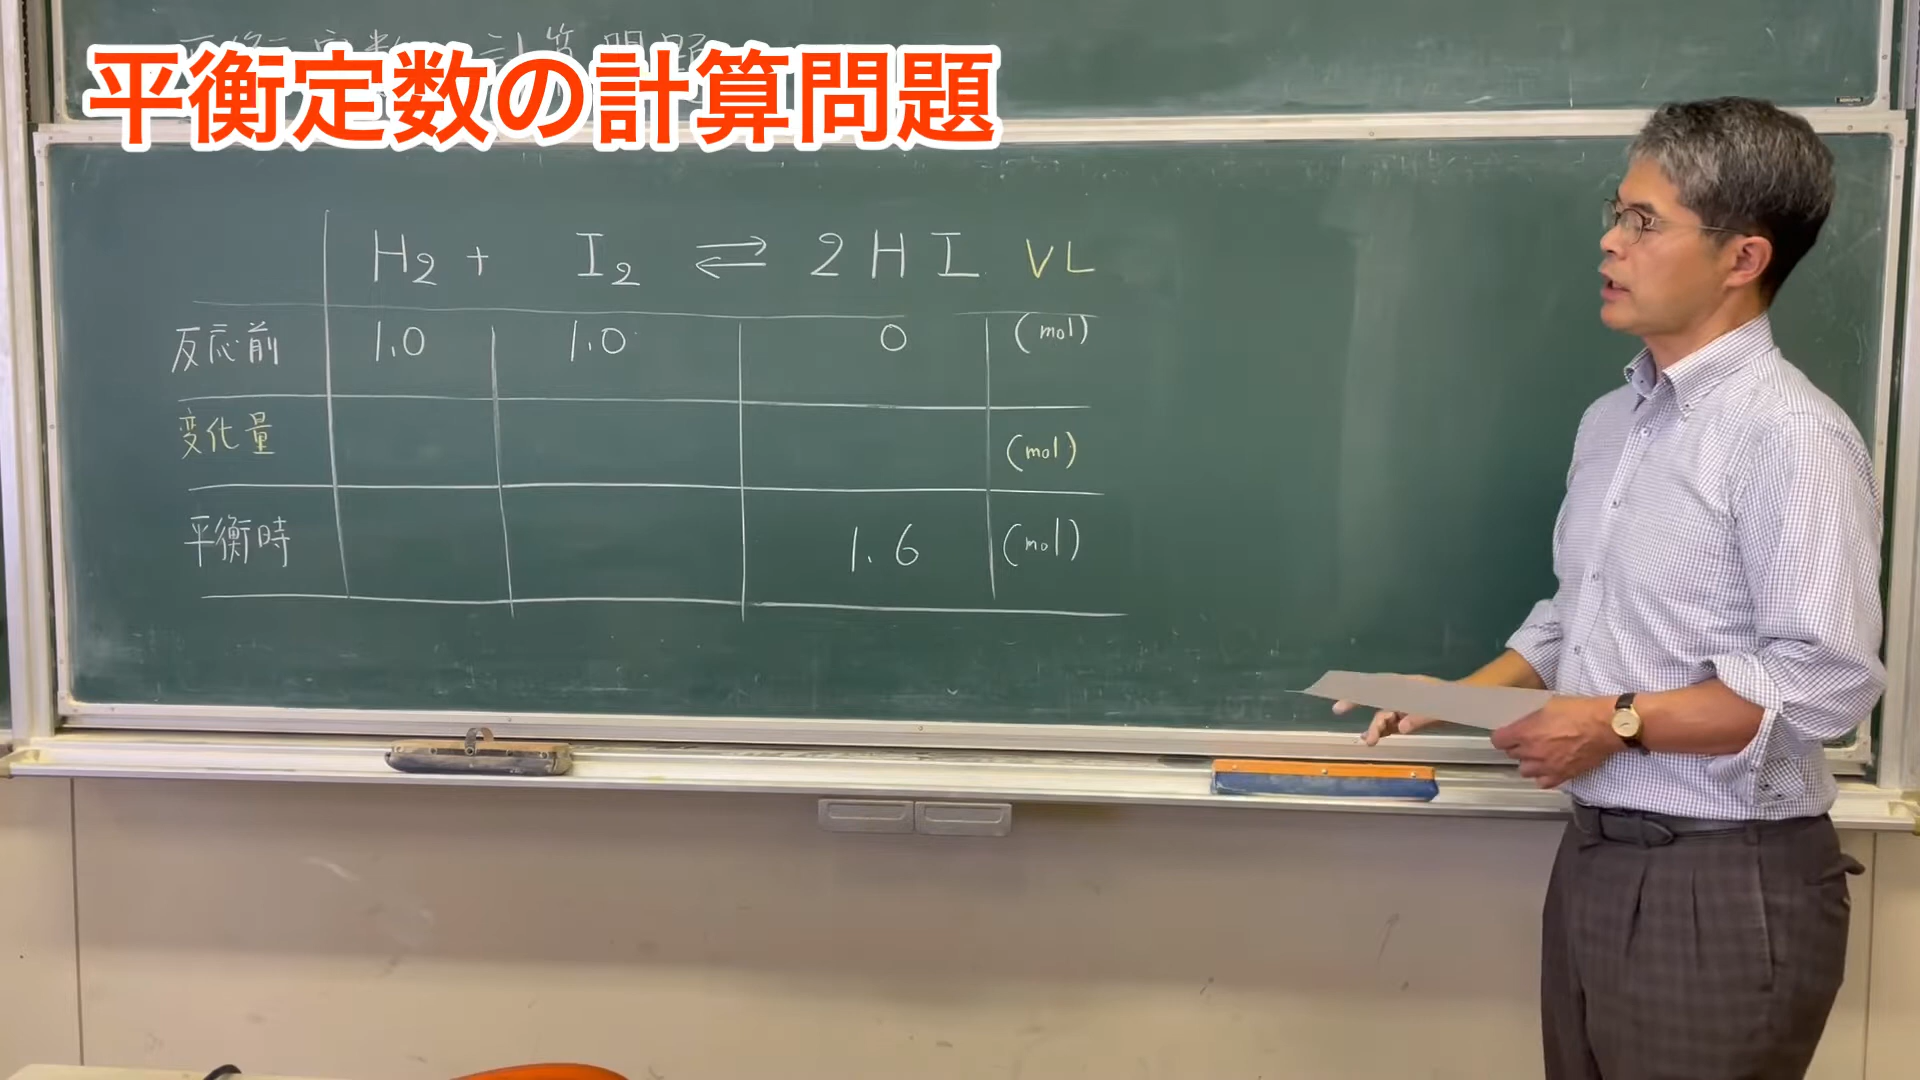 平衡定数の計算問題
H2 + I2 ⇄ 2HI VL
反応前 1.0 1.0 0 (mol)
変化量 (mol)
平衡時 1.6 (mol)